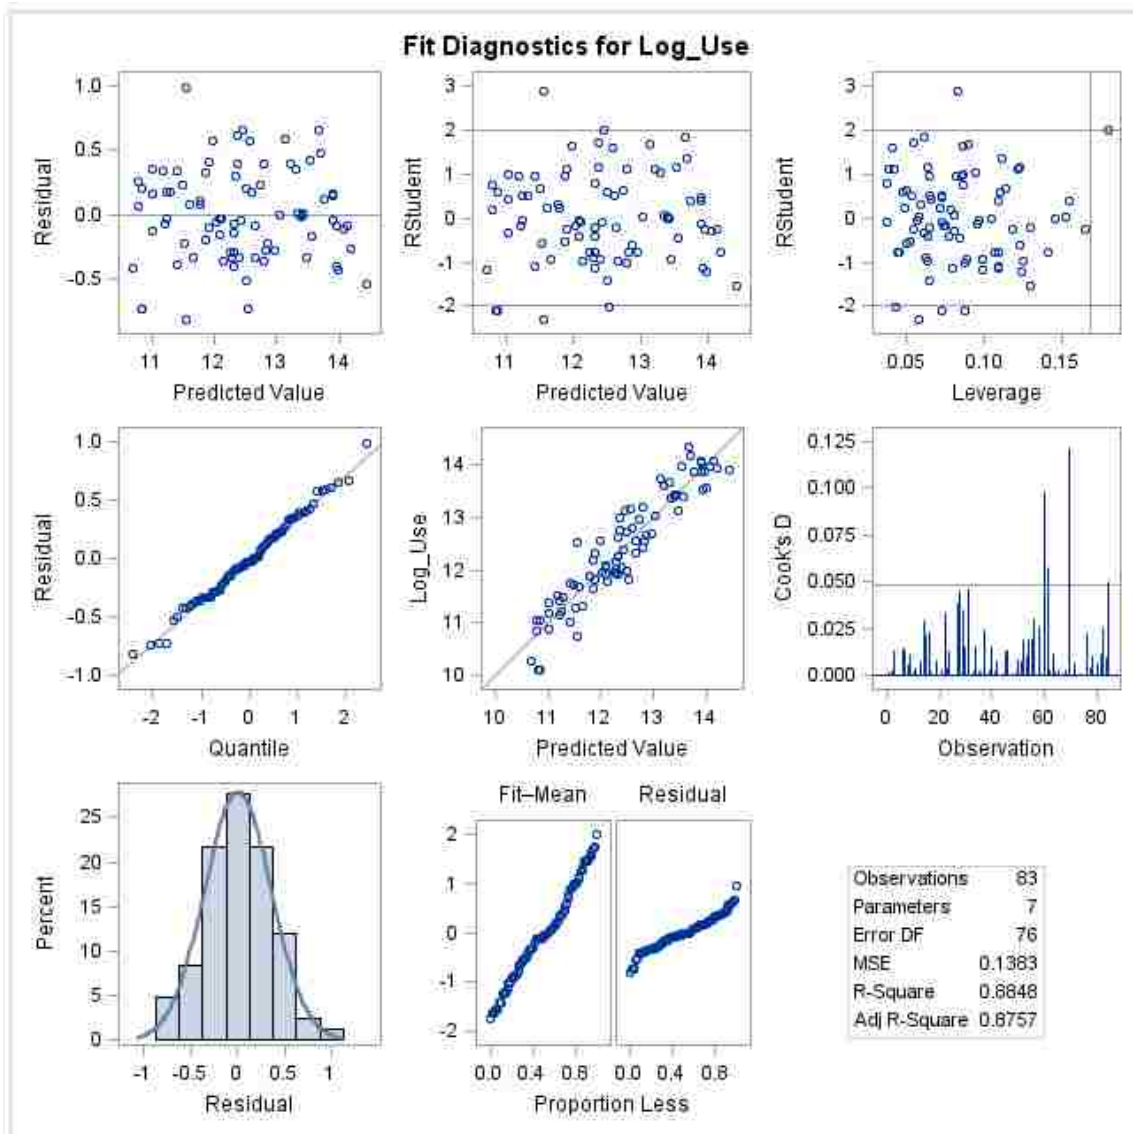 Fit Diagnostics for Log_Use
1.0
0.5
0.0
-0.5
Residual
11 12 13 14
Predicted Value
3
2
1
0
-1
-2
RStudent
11 12 13 14
Predicted Value
3
2
1
0
-1
-2
RStudent
0.05 0.10 0.15
Leverage
1.0
0.5
0.0
-0.5
-1.0
Residual
-2 -1 0 1 2
Quantile
14
13
12
11
10
Log_Use
10 11 12 13 14
Predicted Value
0.125
0.100
0.075
0.050
0.025
0.000
Cook's D
0 20 40 60 80
Observation
25
20
15
10
5
0
Percent
-1 -0.5 0 0.5 1
Residual
Fit–Mean Residual
2
1
0
-1
-2
0.0 0.4 0.8 0.0 0.4 0.8
Proportion Less
Observations 83
Parameters 7
Error DF 76
MSE 0.1383
R-Square 0.8848
Adj R-Square 0.8757